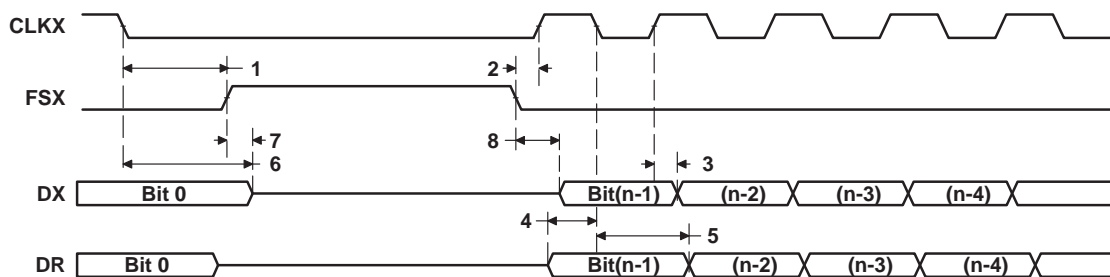 CLKX
1 2
FSX
7 8
6 3
DX Bit 0 Bit(n-1) (n-2) (n-3) (n-4)
4 5
DR Bit 0 Bit(n-1) (n-2) (n-3) (n-4)